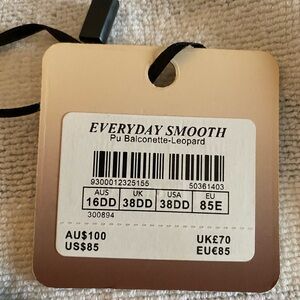 EVERYDAY SMOOTH
Pu Balconette-Leopard
9300012325155 50361403
AUS UK USA EU
16DD 38DD 38DD 85E
300894
AU$100 UK£70
US$85 EU€85